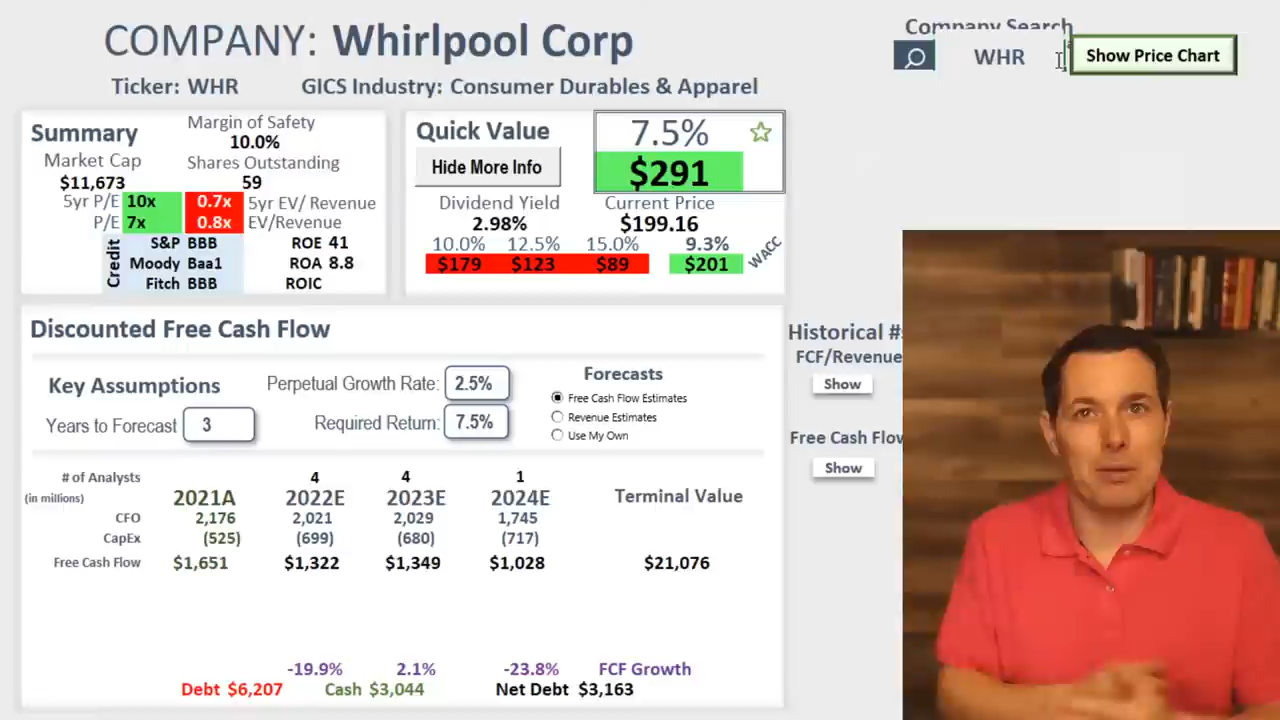 COMPANY: Whirlpool Corp
Ticker: WHR GICS Industry: Consumer Durables & Apparel
Company Search
WHR
Show Price Chart
Summary
Margin of Safety
10.0%
Market Cap
$11,673
Shares Outstanding
59
5yr P/E 10x 0.7x 5yr EV/ Revenue
P/E 7x 0.8x EV/Revenue
Credit
S&P BBB ROE 41
Moody Baa1 ROA 8.8
Fitch BBB ROIC
Quick Value
Hide More Info
7.5%
$291
Dividend Yield
2.98%
Current Price
$199.16
10.0% 12.5% 15.0% 9.3%
$179 $123 $89 $201
WACC
Discounted Free Cash Flow
Key Assumptions
Years to Forecast 3
Perpetual Growth Rate: 2.5%
Required Return: 7.5%
Forecasts
Free Cash Flow Estimates
Revenue Estimates
Use My Own
# of Analysts 4 4 1
(in millions) 2021A 2022E 2023E 2024E Terminal Value
CFO 2,176 2,021 2,029 1,745
CapEx (525) (699) (680) (717)
Free Cash Flow $1,651 $1,322 $1,349 $1,028 $21,076
-19.9% 2.1% -23.8% FCF Growth
Debt $6,207 Cash $3,044 Net Debt $3,163
Historical #
FCF/Revenue
Show
Free Cash Flow
Show